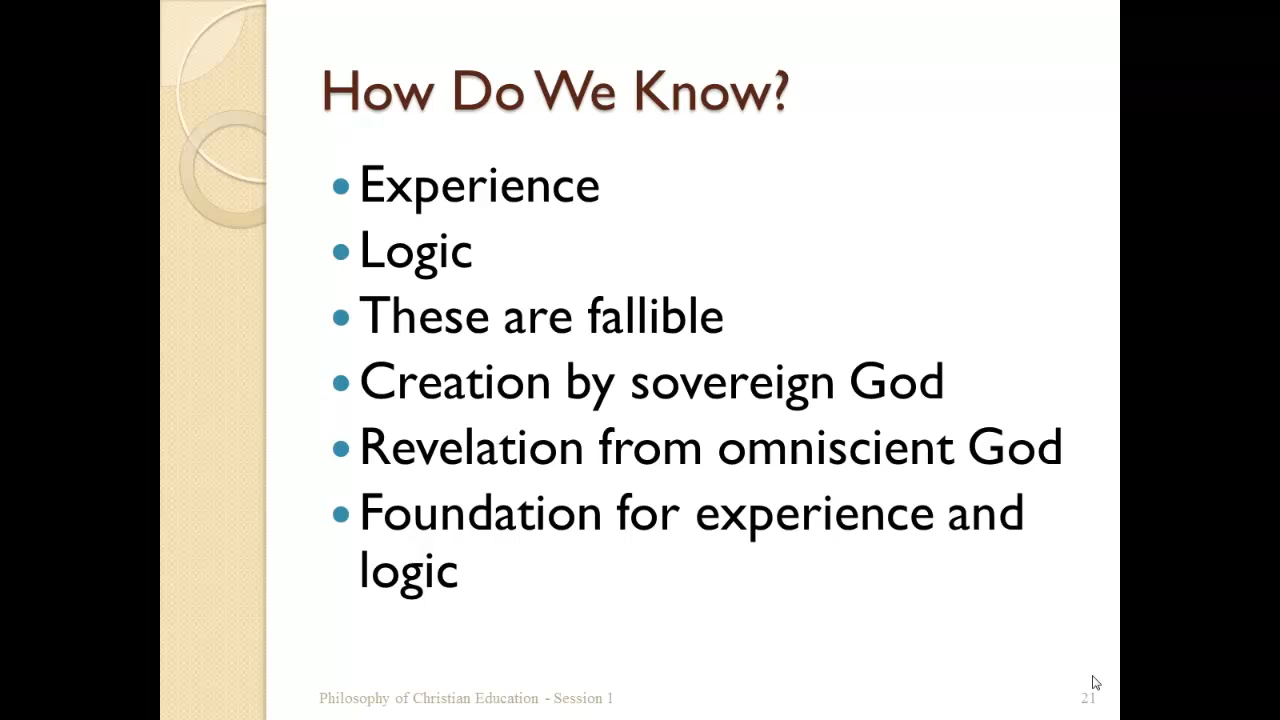 How Do We Know?
• Experience
• Logic
• These are fallible
• Creation by sovereign God
• Revelation from omniscient God
• Foundation for experience and
logic
Philosophy of Christian Education - Session 1
21